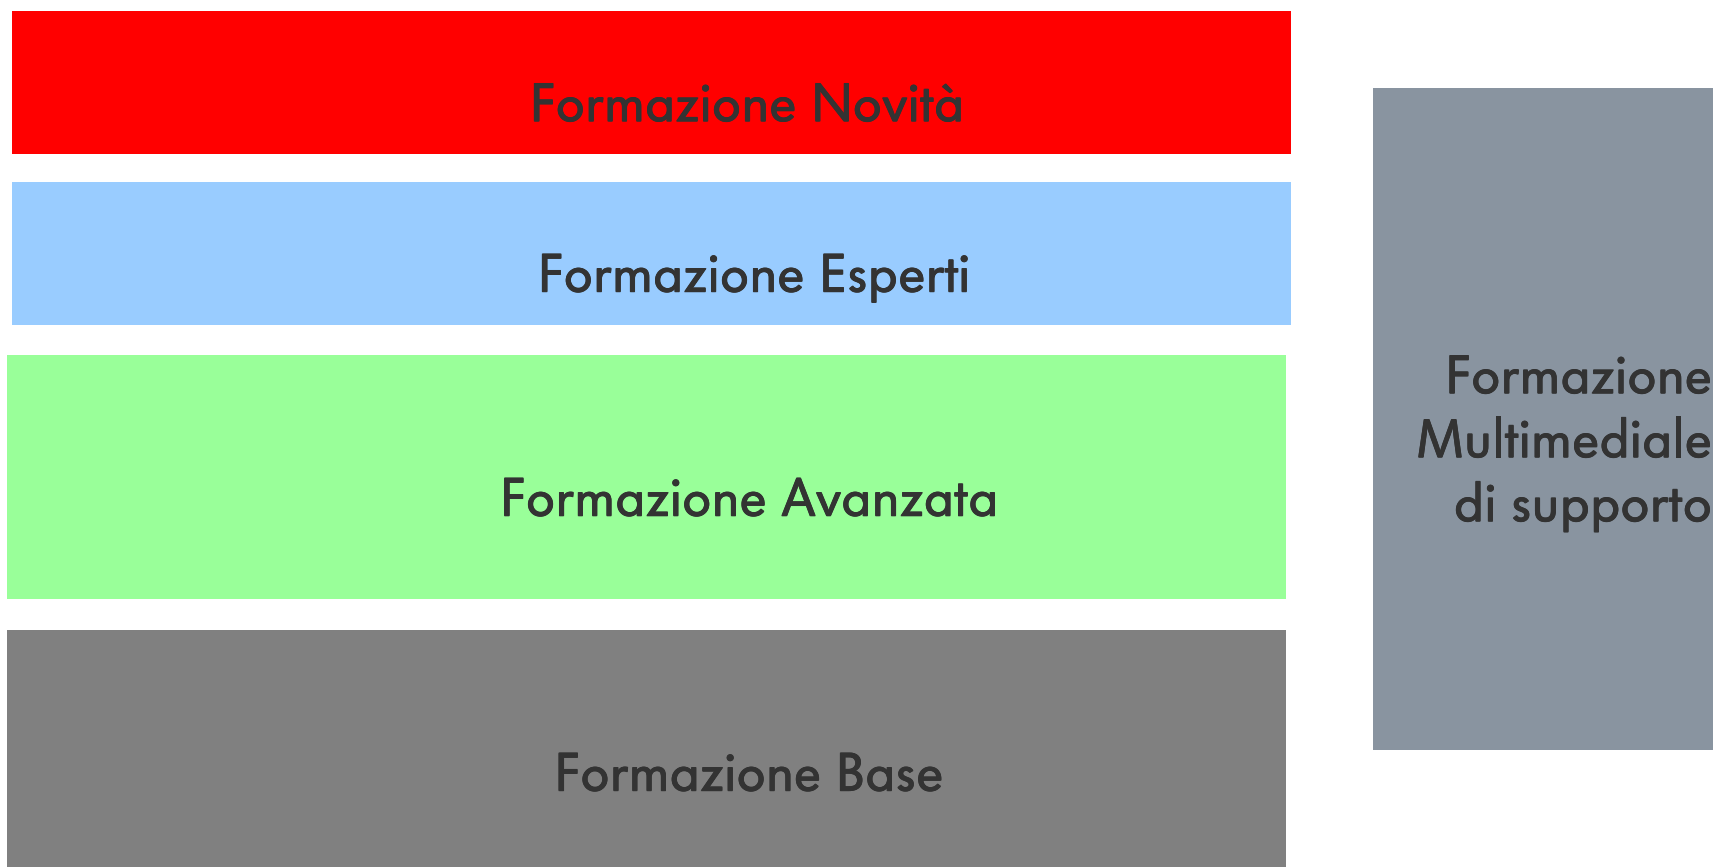 Formazione Novità
Formazione Esperti
Formazione Avanzata
Formazione Base
Formazione
Multimediale
di supporto